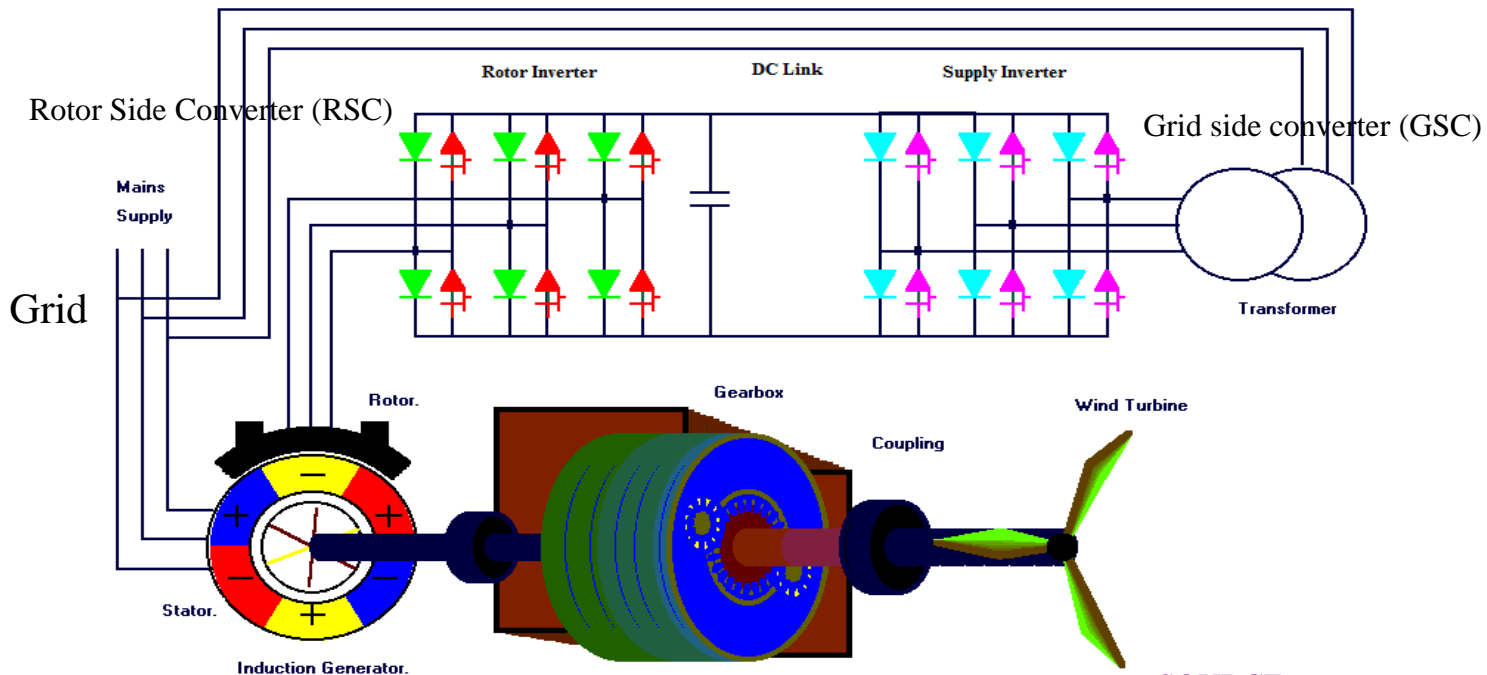 Rotor Inverter
DC Link
Supply Inverter
Rotor Side Converter (RSC)
Grid side converter (GSC)
Mains
Supply
Grid
Transformer
Rotor.
Gearbox
Wind Turbine
Coupling
Stator.
Induction Generator.